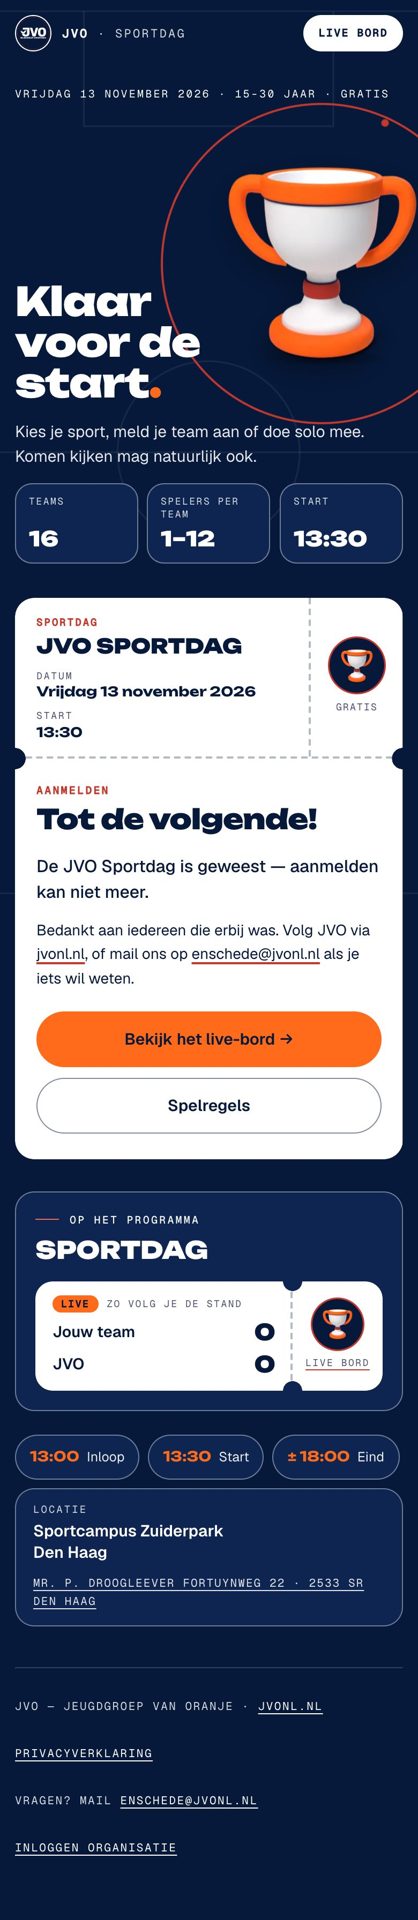 JVO
JVO · SPORTDAG
LIVE BORD
VRIJDAG 13 NOVEMBER 2026 · 15-30 JAAR · GRATIS
Klaar
voor de
start.
Kies je sport, meld je team aan of doe solo mee.
Komen kijken mag natuurlijk ook.
TEAMS
16
SPELERS PER
TEAM
1–12
START
13:30
SPORTDAG
JVO SPORTDAG
DATUM
Vrijdag 13 november 2026
START
13:30
GRATIS
AANMELDEN
Tot de volgende!
De JVO Sportdag is geweest — aanmelden
kan niet meer.
Bedankt aan iedereen die erbij was. Volg JVO via
jvonl.nl, of mail ons op enschede@jvonl.nl als je
iets wil weten.
Bekijk het live-bord →
Spelregels
OP HET PROGRAMMA
SPORTDAG
LIVE ZO VOLG JE DE STAND
Jouw team 0
JVO 0
LIVE BORD
13:00 Inloop
13:30 Start
± 18:00 Eind
LOCATIE
Sportcampus Zuiderpark
Den Haag
MR. P. DROOGLEEVER FORTUYNWEG 22 · 2533 SR
DEN HAAG
JVO — JEUGDGROEP VAN ORANJE · JVONL.NL
PRIVACYVERKLARING
VRAGEN? MAIL ENSCHEDE@JVONL.NL
INLOGGEN ORGANISATIE